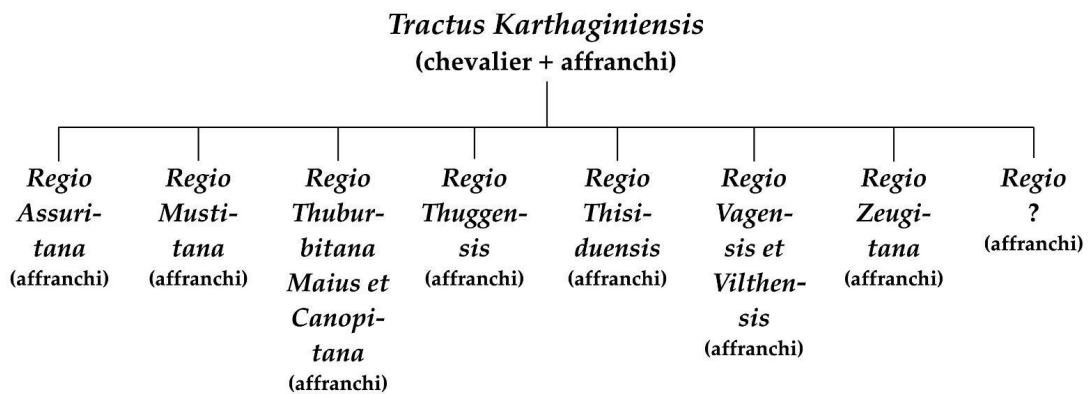 Tractus Karthaginiensis
(chevalier + affranchi)
Regio
Assuri-
tana
(affranchi)
Regio
Musti-
tana
(affranchi)
Regio
Thubur-
bitana
Maius et
Canopi-
tana
(affranchi)
Regio
Thuggen-
sis
(affranchi)
Regio
Thisi-
duensis
(affranchi)
Regio
Vagen-
sis et
Vilthen-
sis
(affranchi)
Regio
Zeugi-
tana
(affranchi)
Regio
?
(affranchi)